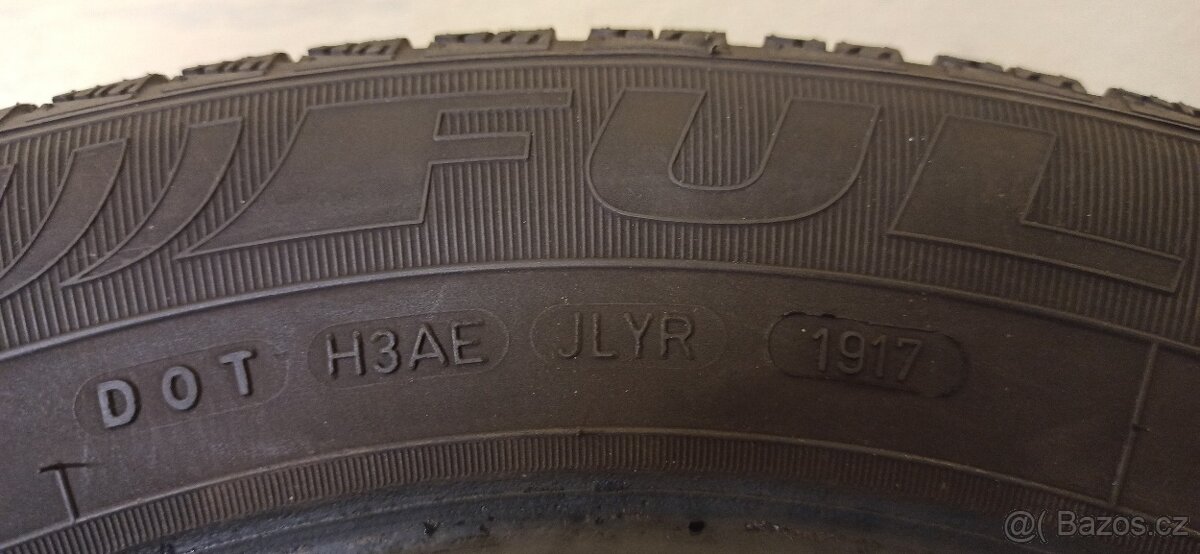 FUL
DOT H3AE JLYR 1917
@( Bazos.cz